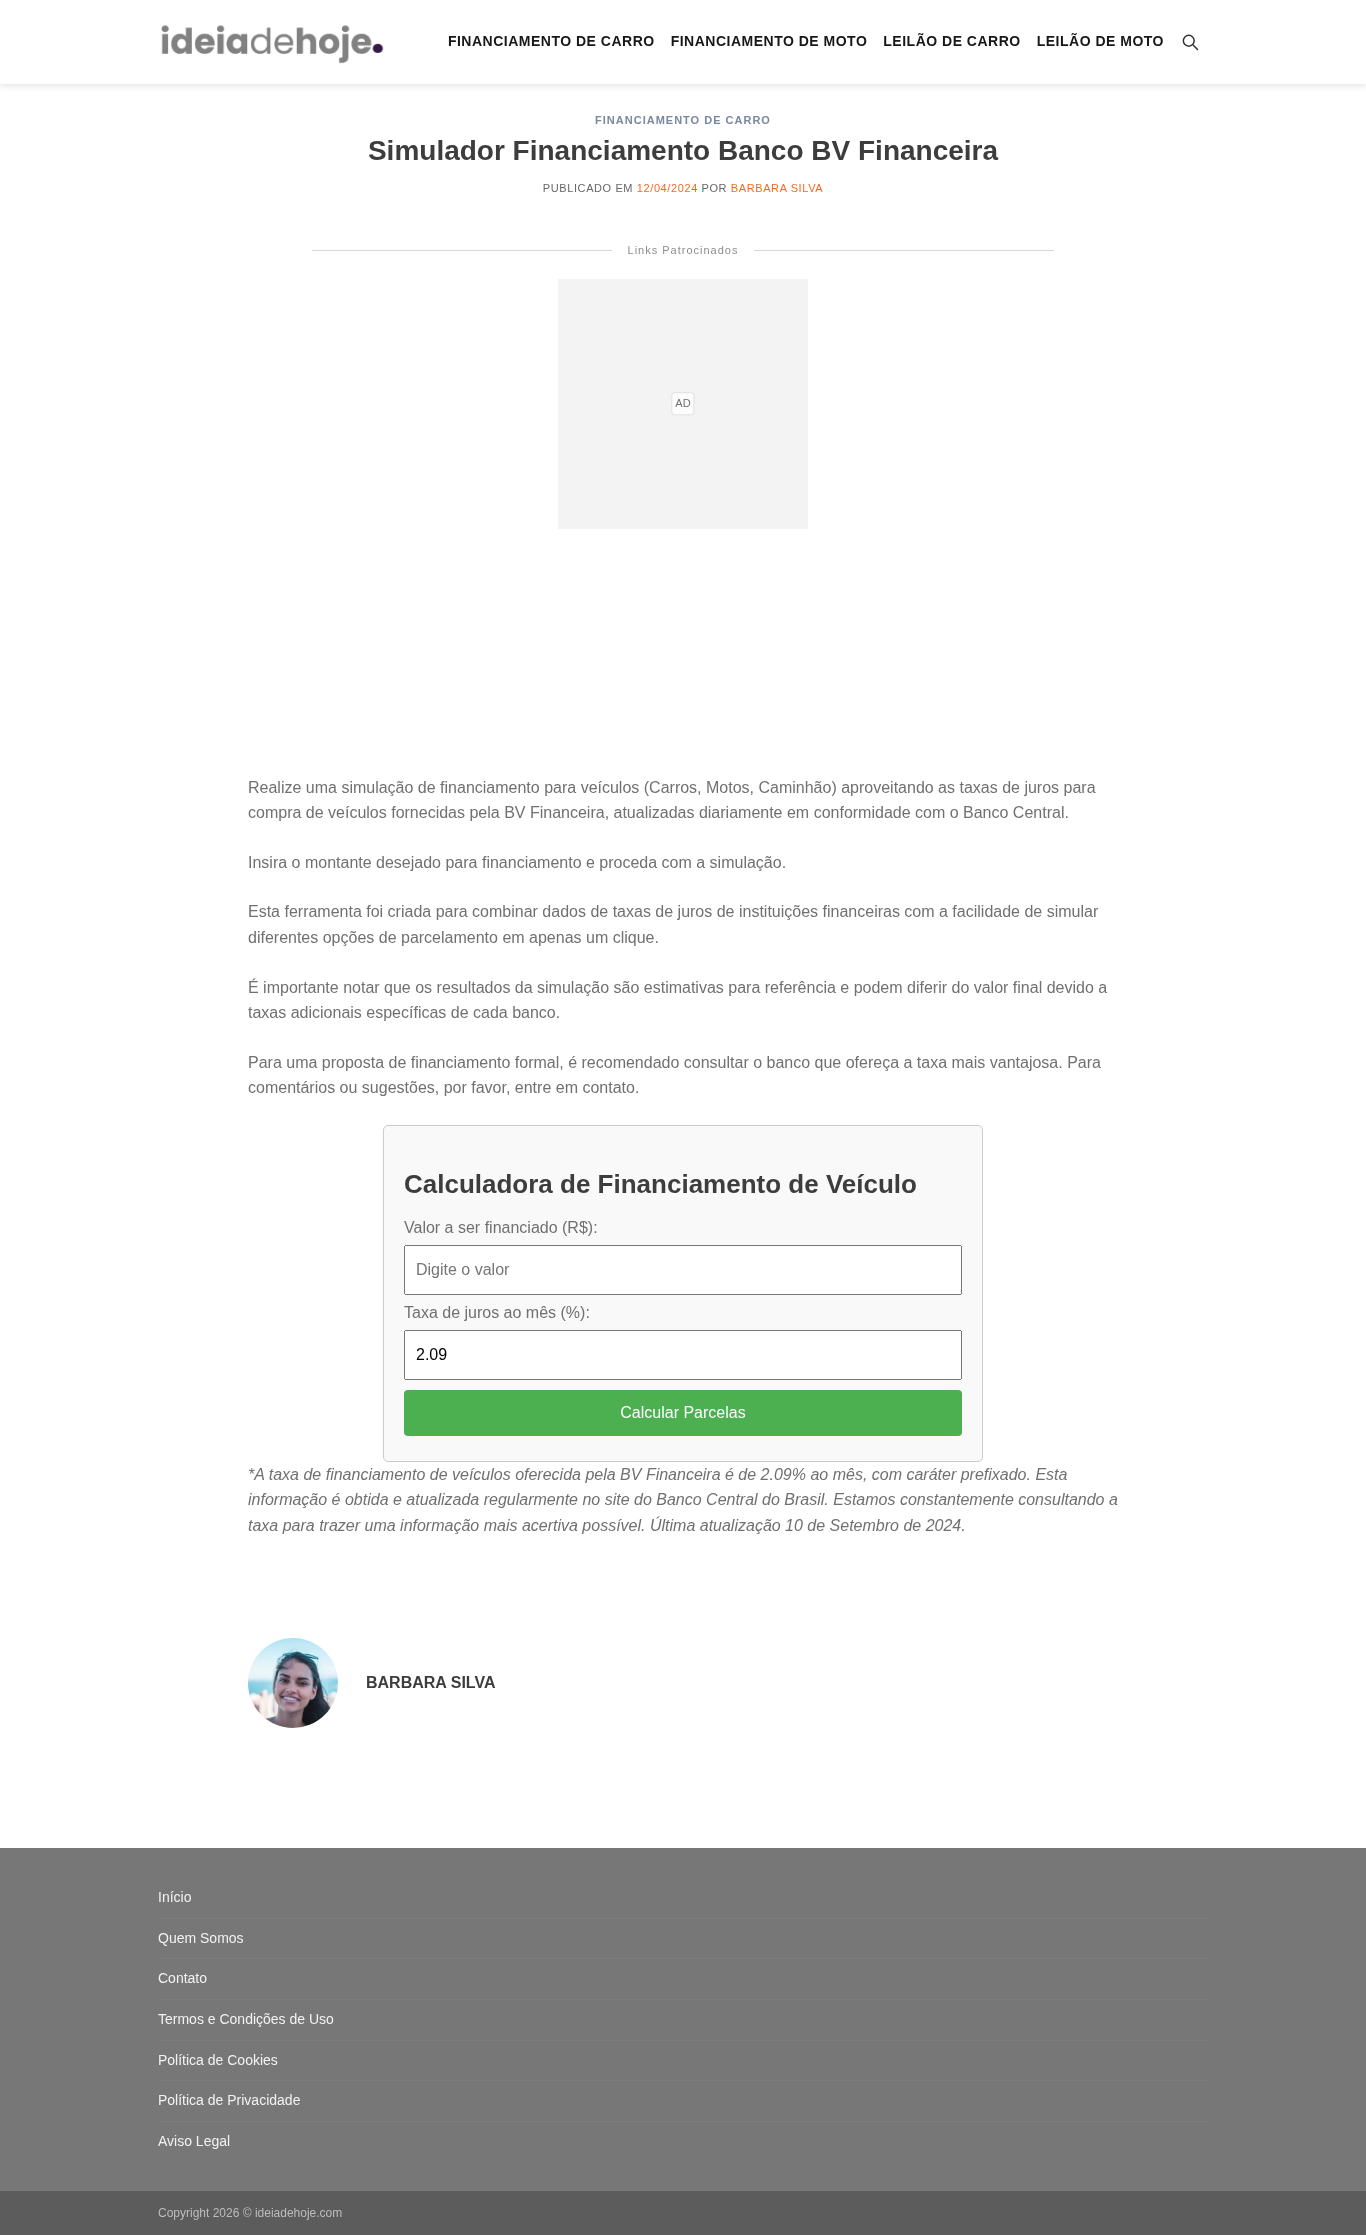 ideiadehoje.
FINANCIAMENTO DE CARRO FINANCIAMENTO DE MOTO LEILÃO DE CARRO LEILÃO DE MOTO
FINANCIAMENTO DE CARRO
Simulador Financiamento Banco BV Financeira
PUBLICADO EM 12/04/2024 POR BARBARA SILVA
Links Patrocinados
AD
Realize uma simulação de financiamento para veículos (Carros, Motos, Caminhão) aproveitando as taxas de juros para
compra de veículos fornecidas pela BV Financeira, atualizadas diariamente em conformidade com o Banco Central.
Insira o montante desejado para financiamento e proceda com a simulação.
Esta ferramenta foi criada para combinar dados de taxas de juros de instituições financeiras com a facilidade de simular
diferentes opções de parcelamento em apenas um clique.
É importante notar que os resultados da simulação são estimativas para referência e podem diferir do valor final devido a
taxas adicionais específicas de cada banco.
Para uma proposta de financiamento formal, é recomendado consultar o banco que ofereça a taxa mais vantajosa. Para
comentários ou sugestões, por favor, entre em contato.
Calculadora de Financiamento de Veículo
Valor a ser financiado (R$):
Digite o valor
Taxa de juros ao mês (%):
2.09
Calcular Parcelas
*A taxa de financiamento de veículos oferecida pela BV Financeira é de 2.09% ao mês, com caráter prefixado. Esta
informação é obtida e atualizada regularmente no site do Banco Central do Brasil. Estamos constantemente consultando a
taxa para trazer uma informação mais acertiva possível. Última atualização 10 de Setembro de 2024.
BARBARA SILVA
Início
Quem Somos
Contato
Termos e Condições de Uso
Política de Cookies
Política de Privacidade
Aviso Legal
Copyright 2026 © ideiadehoje.com